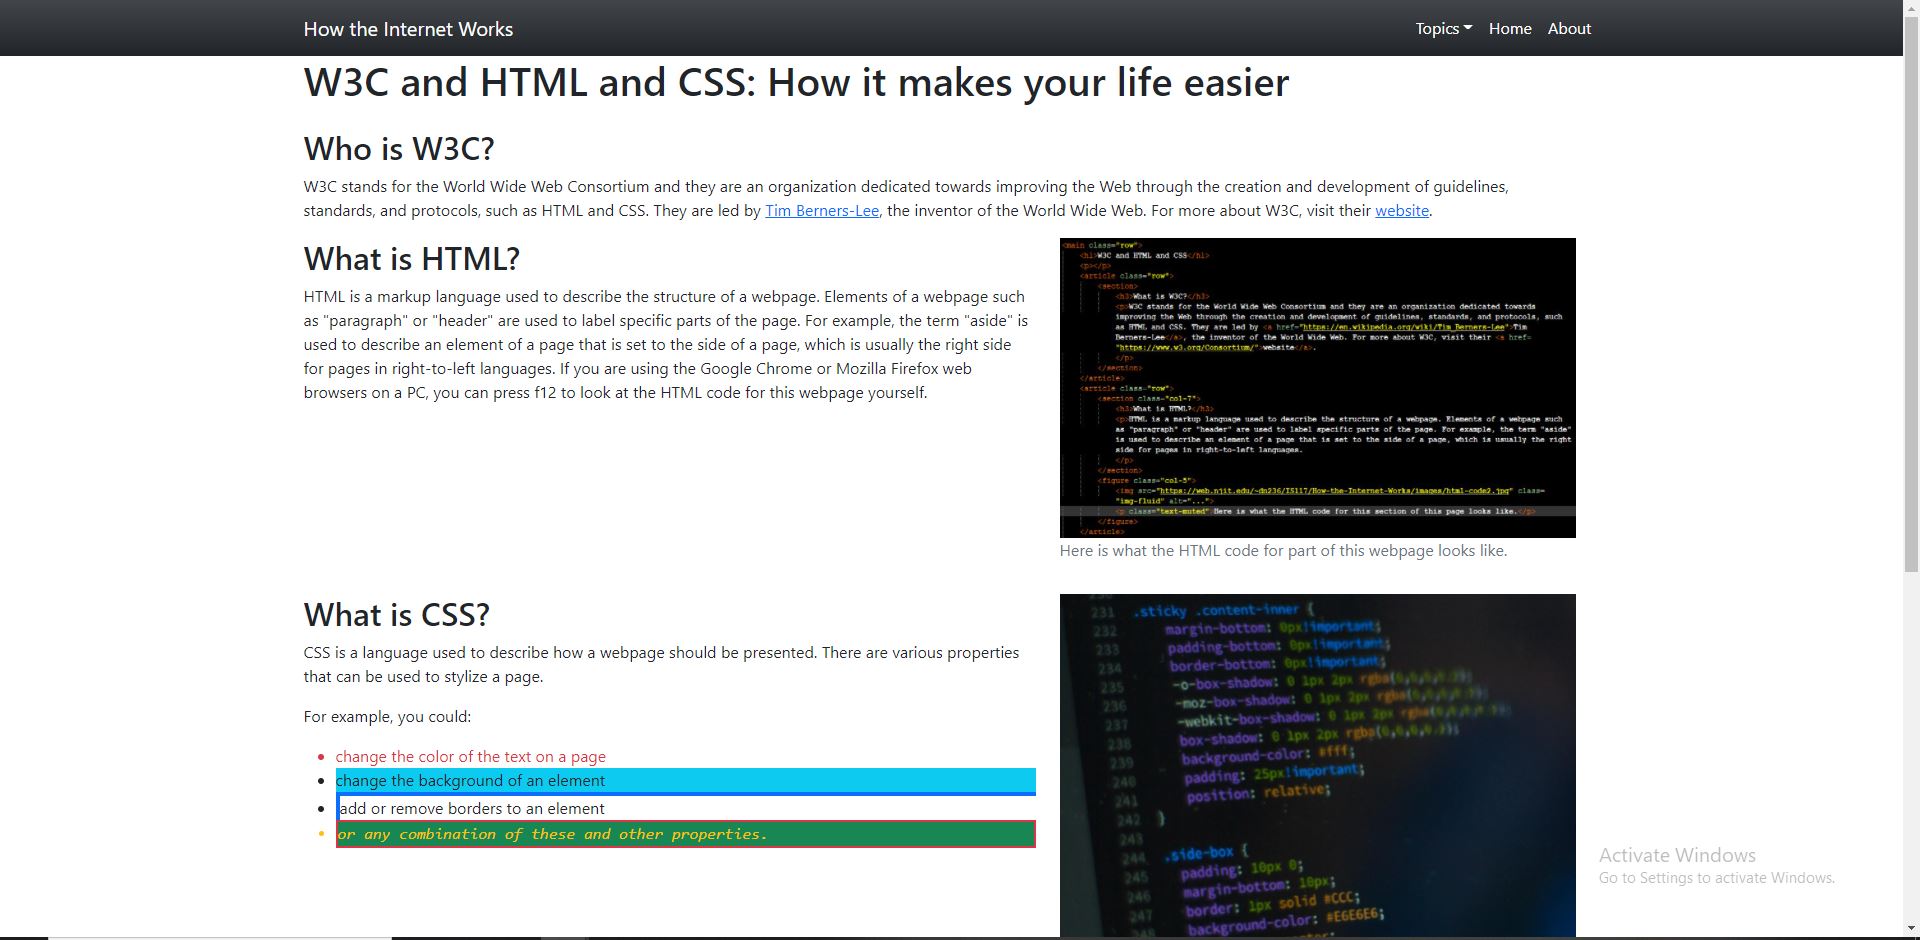 How the Internet Works
Topics Home About
W3C and HTML and CSS: How it makes your life easier
Who is W3C?
W3C stands for the World Wide Web Consortium and they are an organization dedicated towards improving the Web through the creation and development of guidelines,
standards, and protocols, such as HTML and CSS. They are led by Tim Berners-Lee, the inventor of the World Wide Web. For more about W3C, visit their website.
What is HTML?
HTML is a markup language used to describe the structure of a webpage. Elements of a webpage such
as "paragraph" or "header" are used to label specific parts of the page. For example, the term "aside" is
used to describe an element of a page that is set to the side of a page, which is usually the right side
for pages in right-to-left languages. If you are using the Google Chrome or Mozilla Firefox web
browsers on a PC, you can press f12 to look at the HTML code for this webpage yourself.
<main class="row">
<h1>W3C and HTML and CSS</h1>
<p></p>
<article class="row">
<section>
<h3>What is W3C?</h3>
<p>W3C stands for the World Wide Web Consortium and they are an organization dedicated towards
improving the Web through the creation and development of guidelines, standards, and protocols, such
as HTML and CSS. They are led by <a href="https://en.wikipedia.org/wiki/Tim_Berners-Lee">Tim
Berners-Lee</a>, the inventor of the World Wide Web. For more about W3C, visit their <a href=
"https://www.w3.org/Consortium/">website</a>.
</p>
</section>
</article>
<article class="row">
<section class="col-7">
<h3>What is HTML?</h3>
<p>HTML is a markup language used to describe the structure of a webpage. Elements of a webpage such
as "paragraph" or "header" are used to label specific parts of the page. For example, the term "aside"
is used to describe an element of a page that is set to the side of a page, which is usually the right
side for pages in right-to-left languages.
</p>
</section>
<figure class="col-5">
<img src="https://web.njit.edu/~dn236/IS117/How-the-Internet-Works/images/html-code2.jpg" class=
"img-fluid" alt="...">
<p class="text-muted">Here is what the HTML code for this section of this page looks like.</p>
</figure>
</article>
Here is what the HTML code for part of this webpage looks like.
What is CSS?
CSS is a language used to describe how a webpage should be presented. There are various properties
that can be used to stylize a page.
For example, you could:
• change the color of the text on a page
• change the background of an element
• add or remove borders to an element
• or any combination of these and other properties.
231 .sticky .content-inner {
232 margin-bottom: 0px!important;
233 padding-bottom: 0px!important;
234 border-bottom: 0px!important;
235 -o-box-shadow: 0 1px 2px
236 -moz-box-shadow: 0 1px 2px
237 -webkit-box-shadow: 0 1px 2px
238 box-shadow: 0 1px 2px
239 background-color: #fff;
240 padding: 25px!important;
241 position: relative;
242 }
243
244 .side-box {
245 padding: 10px 0;
246 margin-bottom: 10px;
247 border: 1px solid #CCC;
background-color: #E6E6E6;
Activate Windows
Go to Settings to activate Windows.